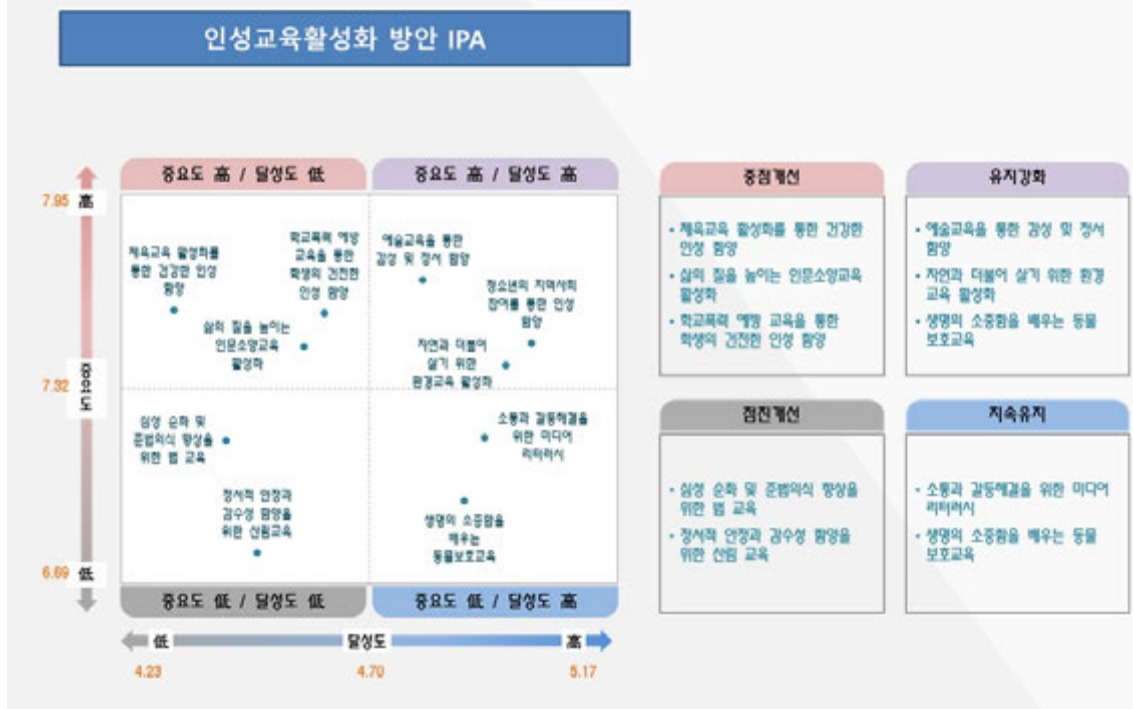 인성교육활성화 방안 IPA
중요도 高 / 달성도 低
중요도 高 / 달성도 高
7.95 高
체육교육 활성화를
통한 건강한 인성
함양
학교폭력 예방
교육을 통한
학생의 건전한
인성 함양
삶의 질을 높이는
인문소양교육
활성화
예술교육을 통한
감성 및 정서 함양
청소년의 지역사회
참여를 통한 인성
함양
자연과 더불어
살기 위한
환경교육 활성화
7.32
중요도
심성 순화 및
준법의식 향상을
위한 법 교육
정서적 안정과
감수성 함양을
위한 산림교육
소통과 갈등해결을
위한 미디어
리터러시
생명의 소중함을
배우는
동물보호교육
6.69 低
중요도 低 / 달성도 低
중요도 低 / 달성도 高
低 달성도 高
4.23 4.70 5.17
중점개선
• 체육교육 활성화를 통한 건강한
인성 함양
• 삶의 질을 높이는 인문소양교육
활성화
• 학교폭력 예방 교육을 통한
학생의 건전한 인성 함양
유지강화
• 예술교육을 통한 감성 및 정서
함양
• 자연과 더불어 살기 위한 환경
교육 활성화
• 생명의 소중함을 배우는 동물
보호교육
점진개선
• 심성 순화 및 준법의식 향상을
위한 법 교육
• 정서적 안정과 감수성 함양을
위한 산림 교육
지속유지
• 소통과 갈등해결을 위한 미디어
리터러시
• 생명의 소중함을 배우는 동물
보호교육